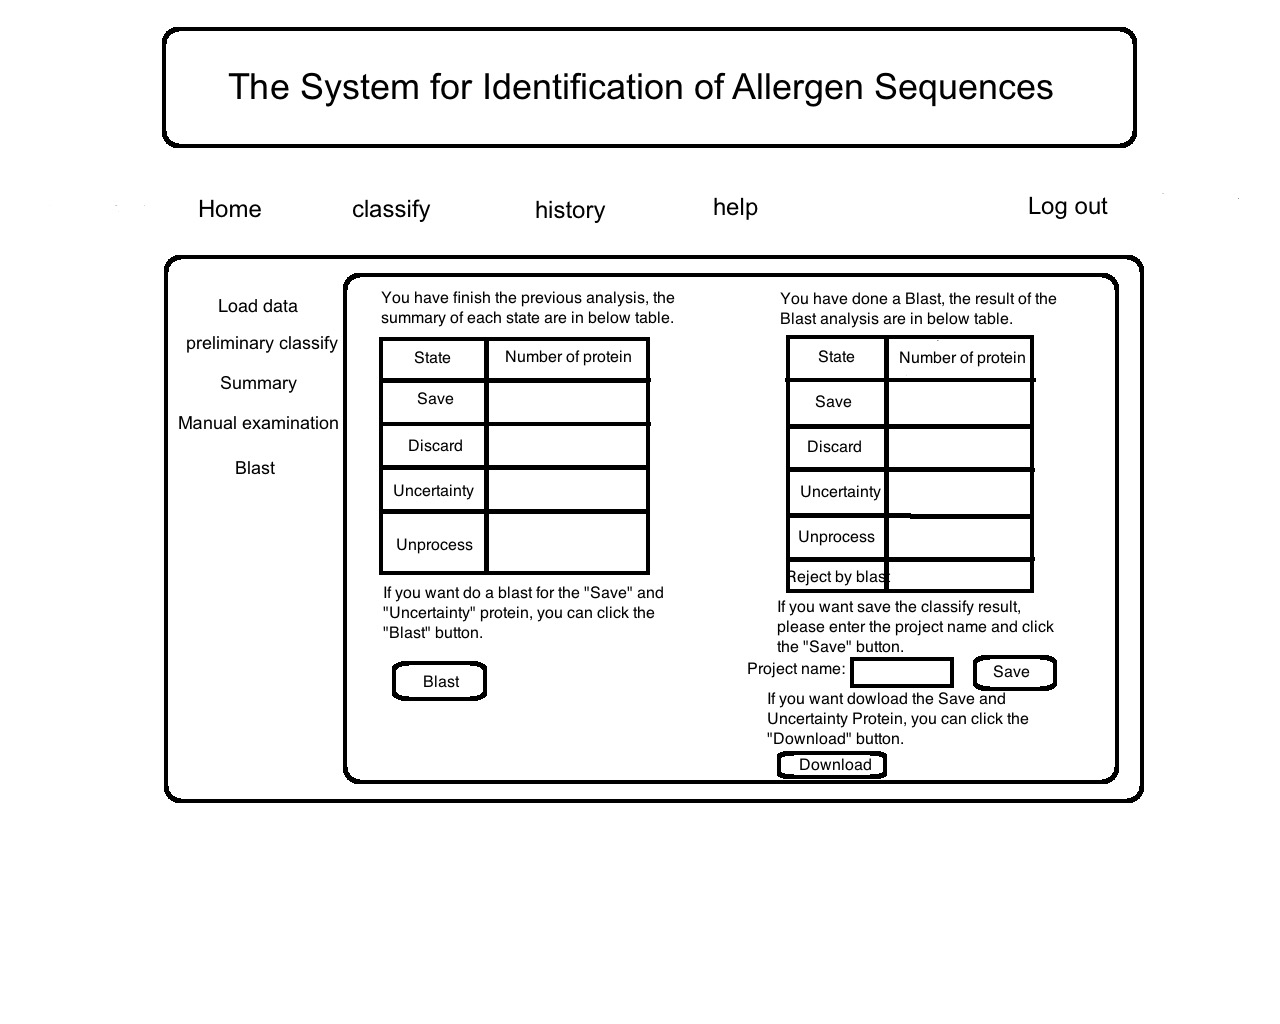 The System for Identification of Allergen Sequences
Home classify history help Log out
Load data
preliminary classify
Summary
Manual examination
Blast
You have finish the previous analysis, the
summary of each state are in below table.
State Number of protein
Save
Discard
Uncertainty
Unprocess
If you want do a blast for the "Save" and
"Uncertainty" protein, you can click the
"Blast" button.
Blast
You have done a Blast, the result of the
Blast analysis are in below table.
State Number of protein
Save
Discard
Uncertainty
Unprocess
Reject by blast
If you want save the classify result,
please enter the project name and click
the "Save" button.
Project name: Save
If you want dowload the Save and
Uncertainty Protein, you can click the
"Download" button.
Download